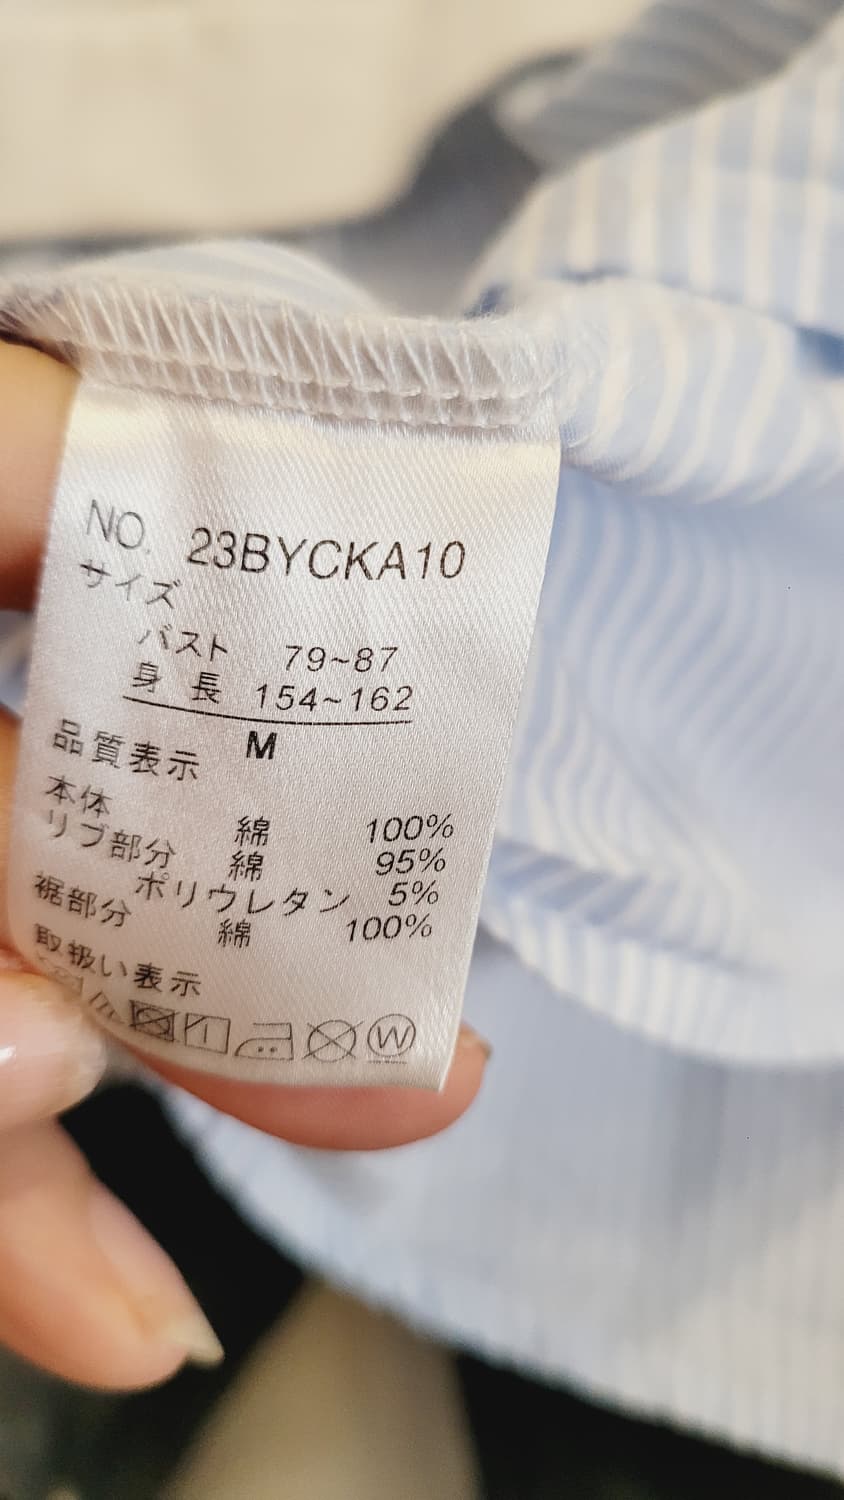 NO. 23BYCKA10
サイズ
バスト 79~87
身 長 154~162
M
品質表示
本体 綿 100%
リブ部分 綿 95%
ポリウレタン 5%
裾部分 綿 100%
取扱い表示
W